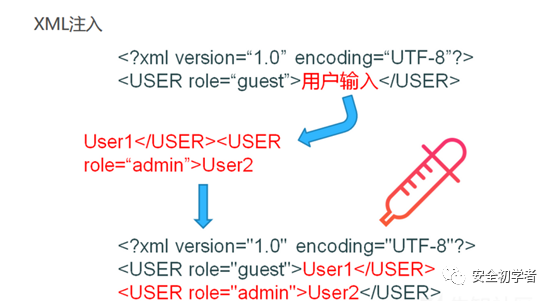 XML注入
<?xml version=“1.0” encoding=“UTF-8”?>
<USER role=“guest”>用户输入</USER>
User1</USER><USER
role=“admin”>User2
<?xml version="1.0" encoding="UTF-8"?>
<USER role="guest">User1</USER>
<USER role="admin">User2</USER>
安全初学者